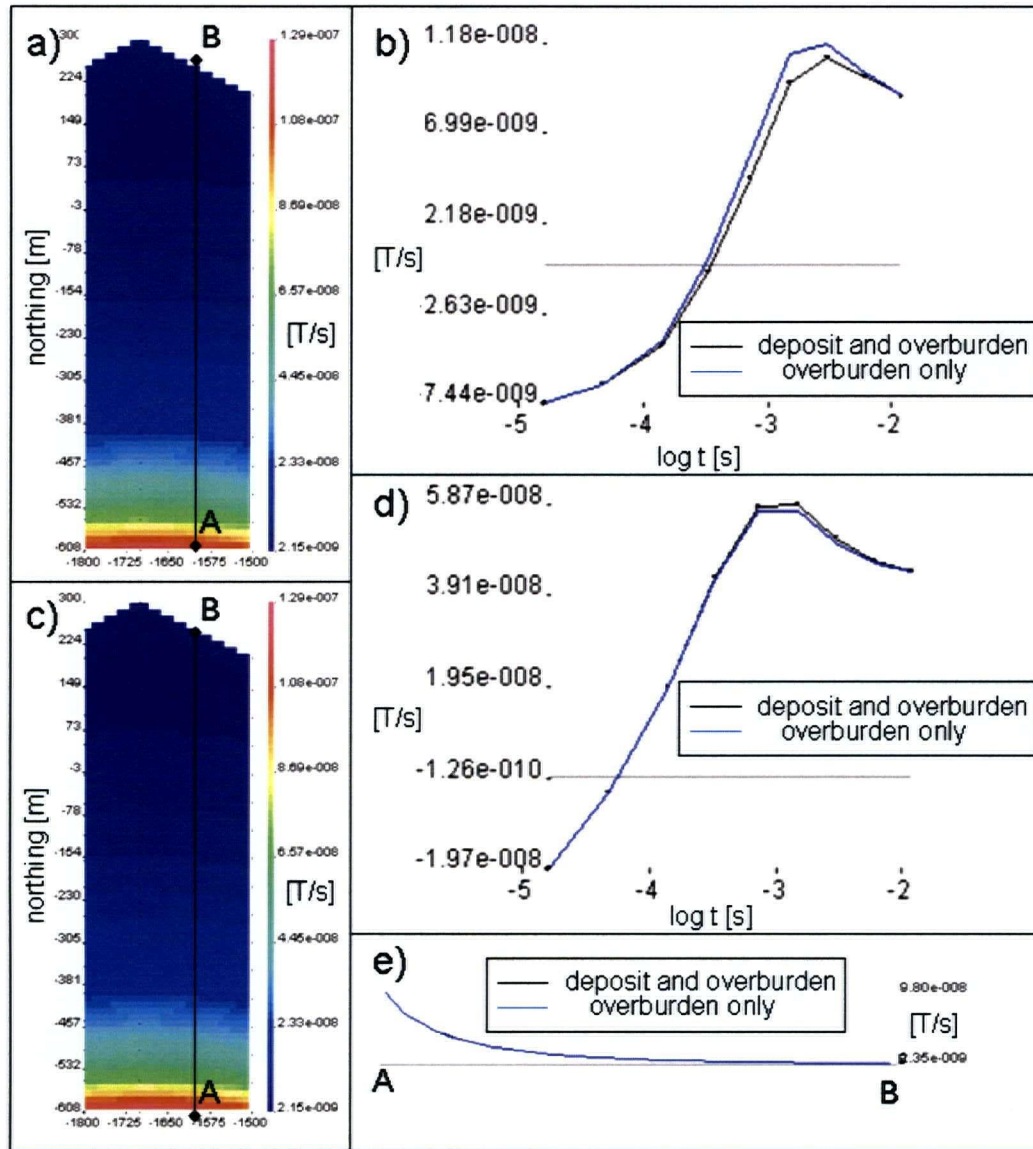 a)
300
224
149
73
-3
-78
-154
-230
-305
-381
-457
-532
-608
northing [m]
-1800 -1725 -1650 -1575 -1500
B
A
1.29e-007
1.08e-007
8.69e-008
6.57e-008
[T/s]
4.45e-008
2.33e-008
2.15e-009
b)
1.18e-008
6.99e-009
2.18e-009
[T/s]
-2.63e-009
-7.44e-009
-5 -4 -3 -2
log t [s]
deposit and overburden
overburden only
c)
300
224
149
73
-3
-78
-154
-230
-305
-381
-457
-532
-608
northing [m]
-1800 -1725 -1650 -1575 -1500
B
A
1.29e-007
1.08e-007
8.69e-008
6.57e-008
[T/s]
4.45e-008
2.33e-008
2.15e-009
d)
5.87e-008
3.91e-008
1.95e-008
[T/s]
-1.26e-010
-1.97e-008
-5 -4 -3 -2
log t [s]
deposit and overburden
overburden only
e)
deposit and overburden
overburden only
9.80e-008
[T/s]
2.35e-009
A
B